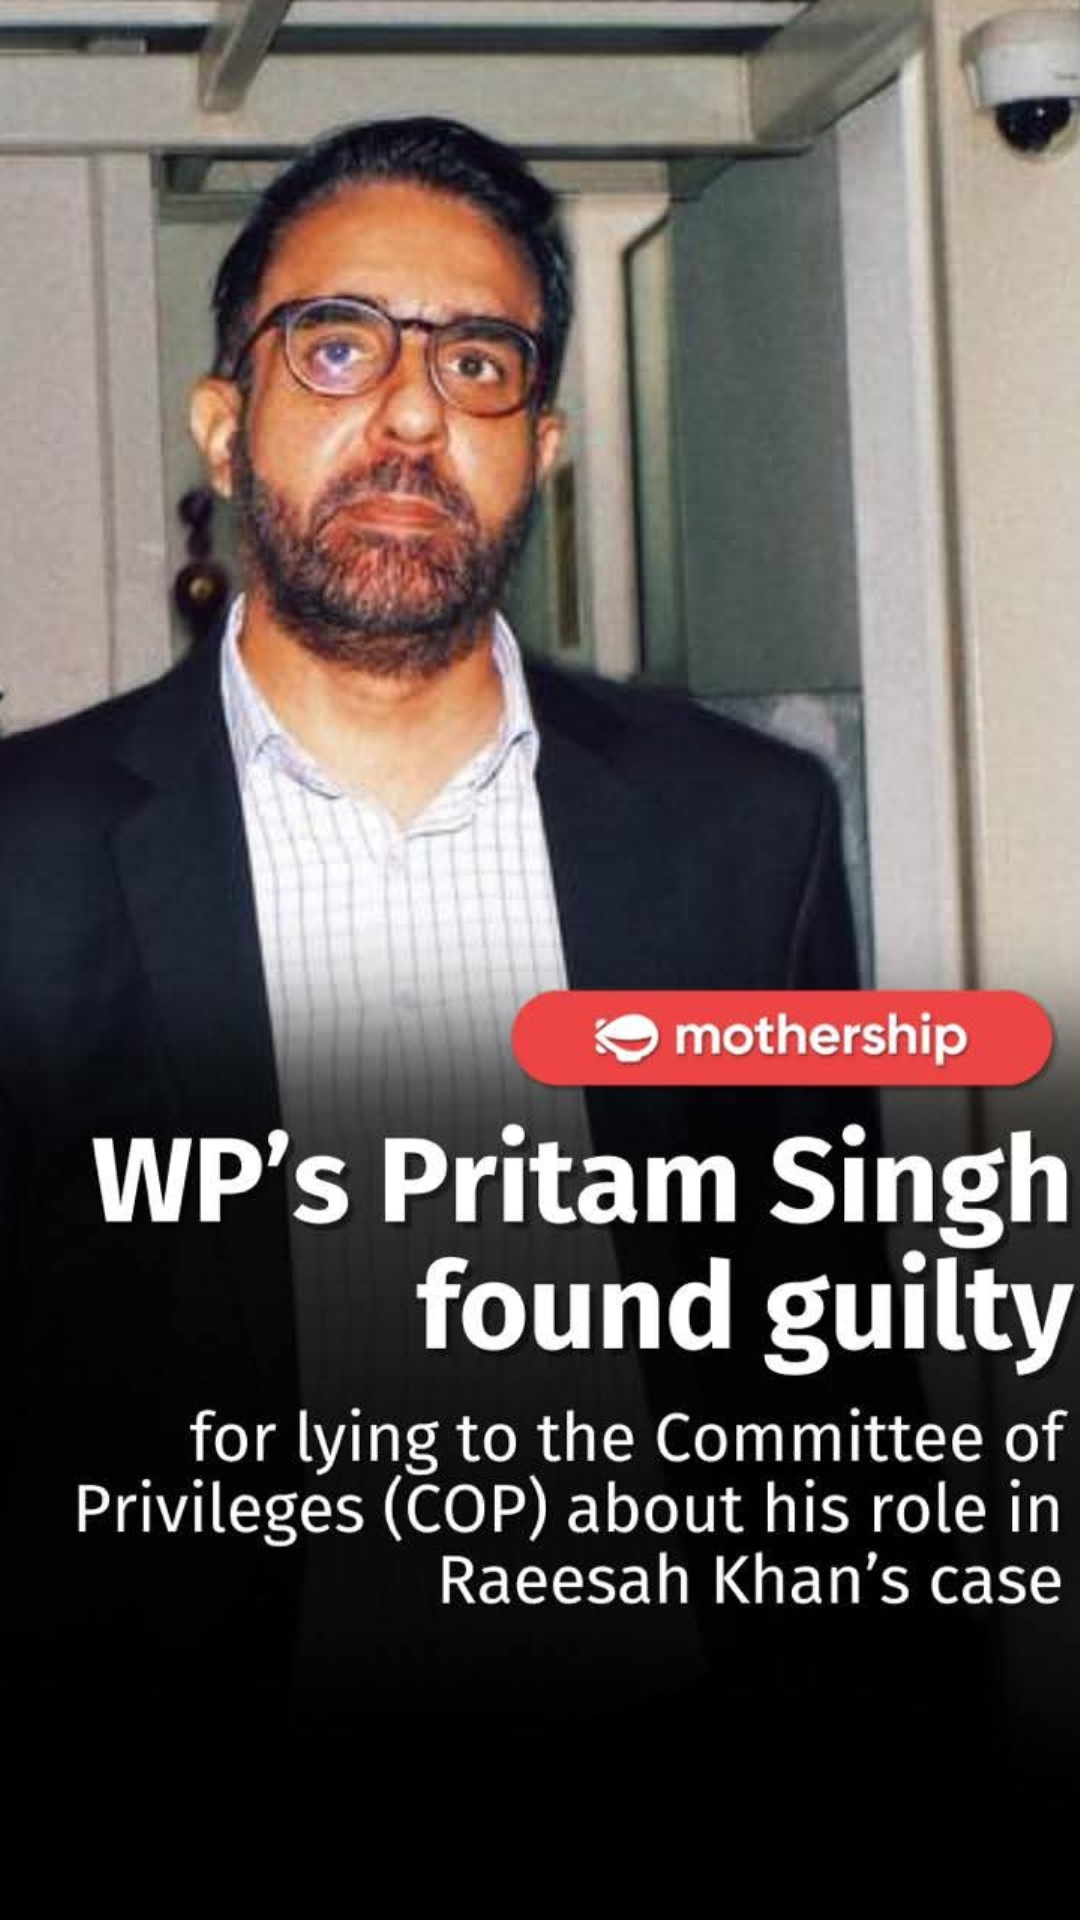 mothership
WP’s Pritam Singh
found guilty
for lying to the Committee of
Privileges (COP) about his role in
Raeesah Khan’s case